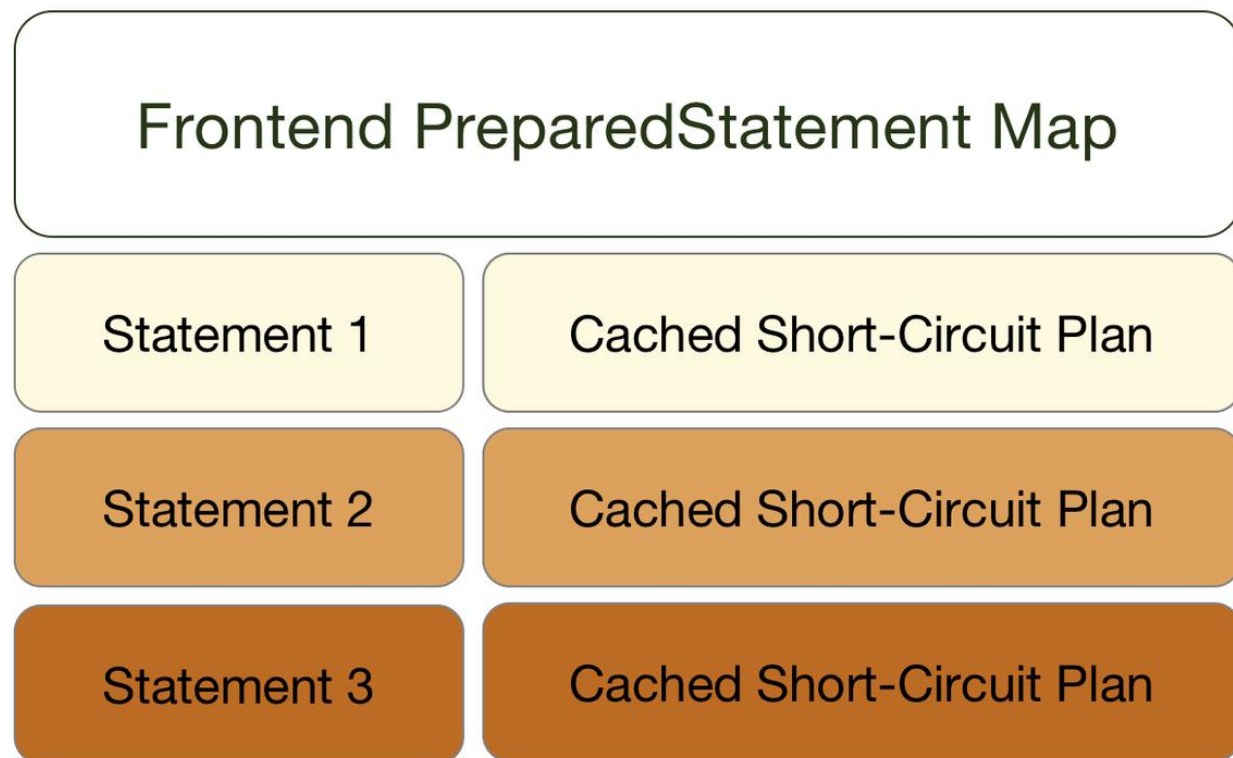 Frontend PreparedStatement Map
Statement 1
Cached Short-Circuit Plan
Statement 2
Cached Short-Circuit Plan
Statement 3
Cached Short-Circuit Plan